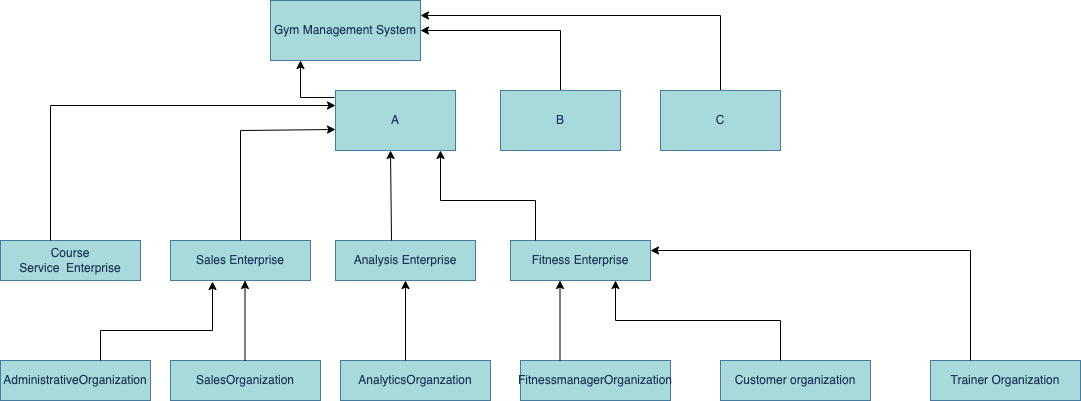 Gym Management System
A
B
C
Course
Service  Enterprise
Sales Enterprise
Analysis Enterprise
Fitness Enterprise
AdministrativeOrganization
SalesOrganization
AnalyticsOrganzation
FitnessmanagerOrganization
Customer organization
Trainer Organization